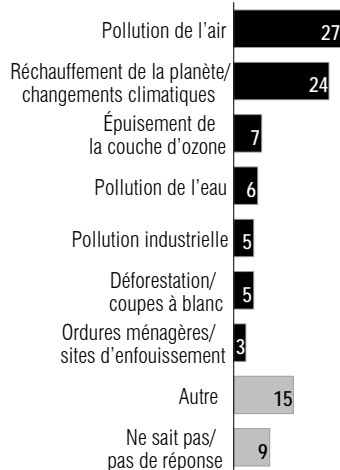 Pollution de l'air 27
Réchauffement de la planète/
changements climatiques 24
Épuisement de
la couche d'ozone 7
Pollution de l'eau 6
Pollution industrielle 5
Déforestation/
coupes à blanc 5
Ordures ménagères/
sites d'enfouissement 3
Autre 15
Ne sait pas/
pas de réponse 9